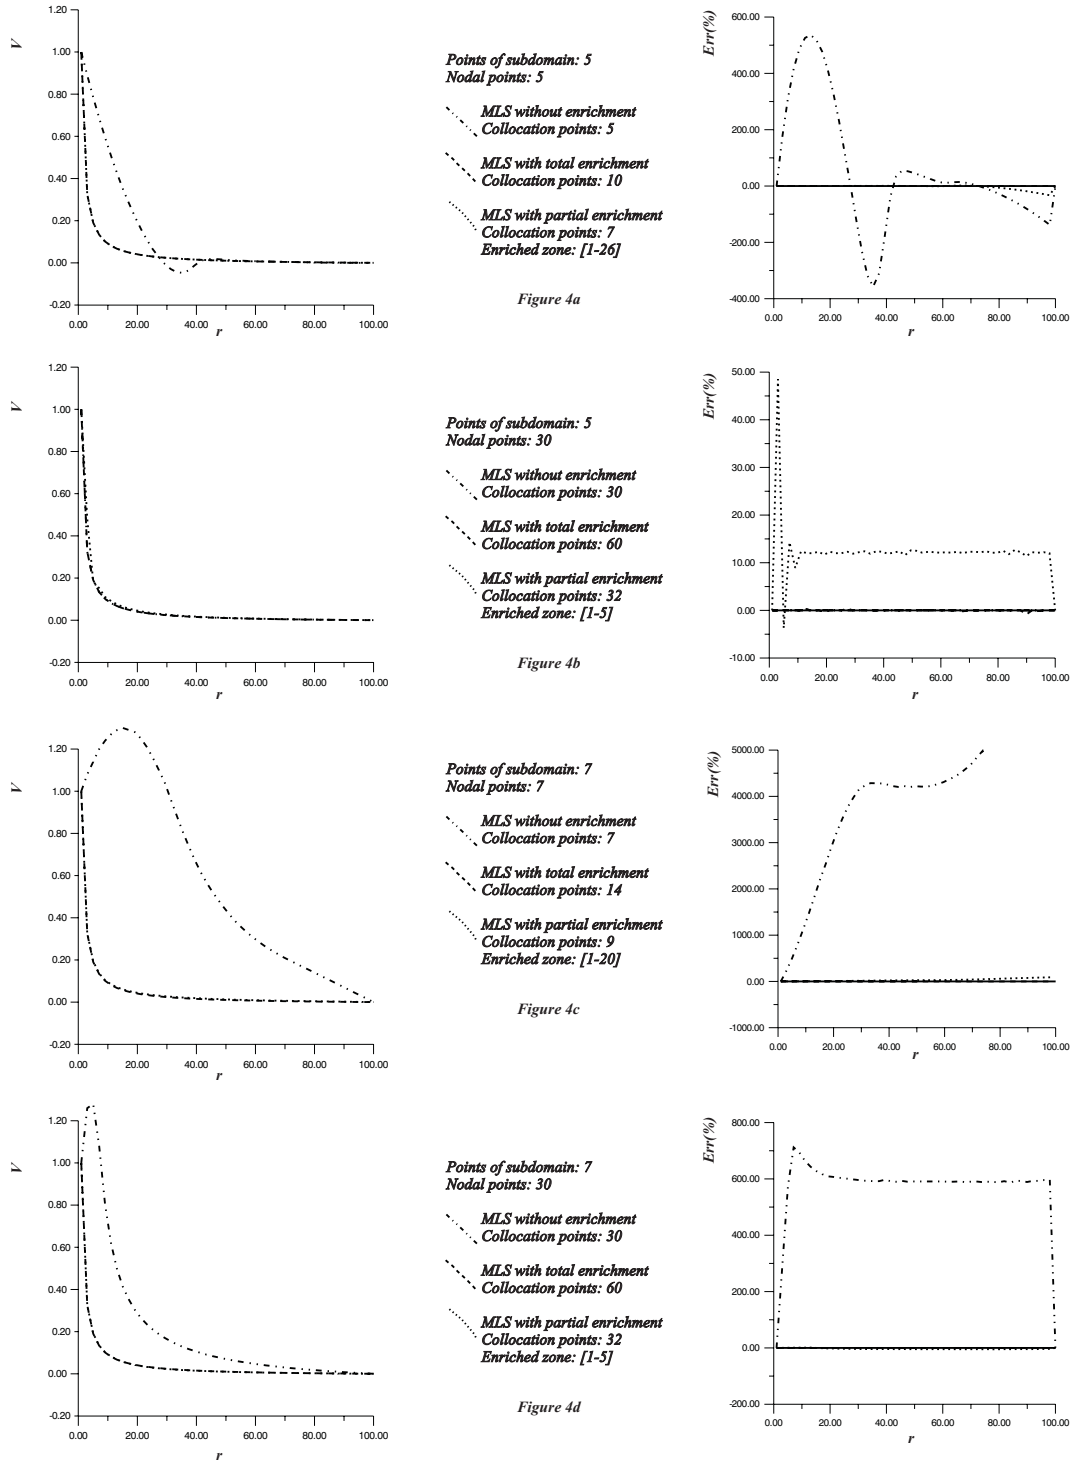 1.20
1.00
0.80
0.60
0.40
0.20
0.00
-0.20
V
0.00 20.00 40.00 60.00 80.00 100.00
r
Points of subdomain: 5
Nodal points: 5
MLS without enrichment
Collocation points: 5
MLS with total enrichment
Collocation points: 10
MLS with partial enrichment
Collocation points: 7
Enriched zone: [1-26]
Figure 4a
600.00
400.00
200.00
0.00
-200.00
-400.00
Err(%)
0.00 20.00 40.00 60.00 80.00 100.00
r
1.20
1.00
0.80
0.60
0.40
0.20
0.00
-0.20
V
0.00 20.00 40.00 60.00 80.00 100.00
r
Points of subdomain: 5
Nodal points: 30
MLS without enrichment
Collocation points: 30
MLS with total enrichment
Collocation points: 60
MLS with partial enrichment
Collocation points: 32
Enriched zone: [1-5]
Figure 4b
50.00
40.00
30.00
20.00
10.00
0.00
-10.00
Err(%)
0.00 20.00 40.00 60.00 80.00 100.00
r
1.20
1.00
0.80
0.60
0.40
0.20
0.00
-0.20
V
0.00 20.00 40.00 60.00 80.00 100.00
r
Points of subdomain: 7
Nodal points: 7
MLS without enrichment
Collocation points: 7
MLS with total enrichment
Collocation points: 14
MLS with partial enrichment
Collocation points: 9
Enriched zone: [1-20]
Figure 4c
5000.00
4000.00
3000.00
2000.00
1000.00
0.00
-1000.00
Err(%)
0.00 20.00 40.00 60.00 80.00 100.00
r
1.20
1.00
0.80
0.60
0.40
0.20
0.00
-0.20
V
0.00 20.00 40.00 60.00 80.00 100.00
r
Points of subdomain: 7
Nodal points: 30
MLS without enrichment
Collocation points: 30
MLS with total enrichment
Collocation points: 60
MLS with partial enrichment
Collocation points: 32
Enriched zone: [1-5]
Figure 4d
800.00
600.00
400.00
200.00
0.00
-200.00
Err(%)
0.00 20.00 40.00 60.00 80.00 100.00
r